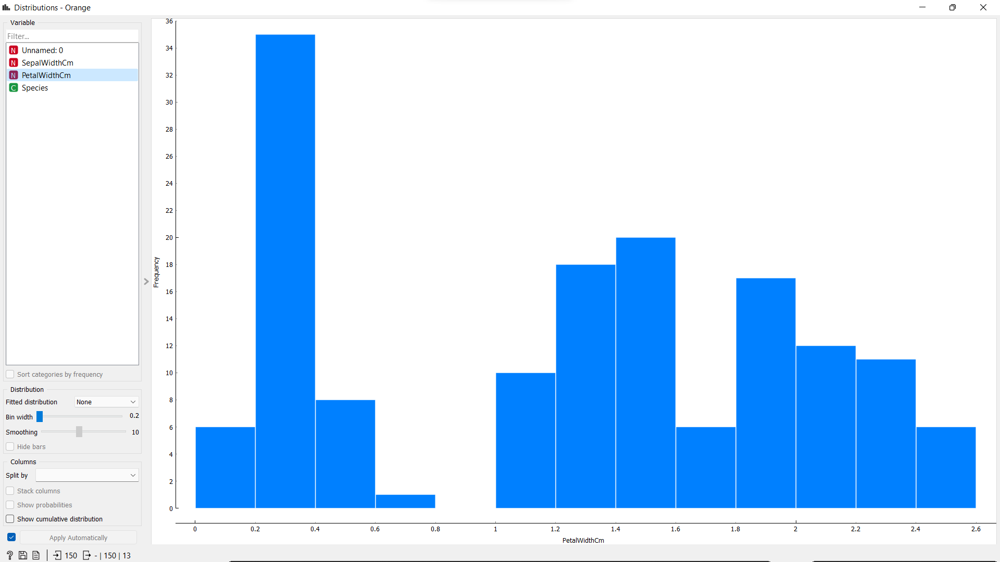 Distributions - Orange
Variable
Filter...
N Unnamed: 0
N SepalWidthCm
N PetalWidthCm
C Species
Sort categories by frequency
Distribution
Fitted distribution None
Bin width 0.2
Smoothing 10
Hide bars
Columns
Split by
Stack columns
Show probabilities
Show cumulative distribution
Apply Automatically
? 150 - | 150 | 13
36
34
32
30
28
26
24
22
20
18
16
14
12
10
8
6
4
2
0
Frequency
0 0.2 0.4 0.6 0.8 1 1.2 1.4 1.6 1.8 2 2.2 2.4 2.6
PetalWidthCm